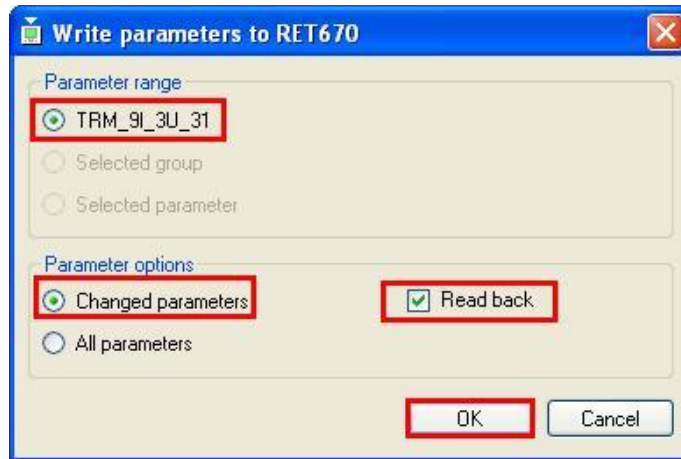 Write parameters to RET670
Parameter range
TRM_9I_3U_31
Selected group
Selected parameter
Parameter options
Changed parameters
Read back
All parameters
OK
Cancel